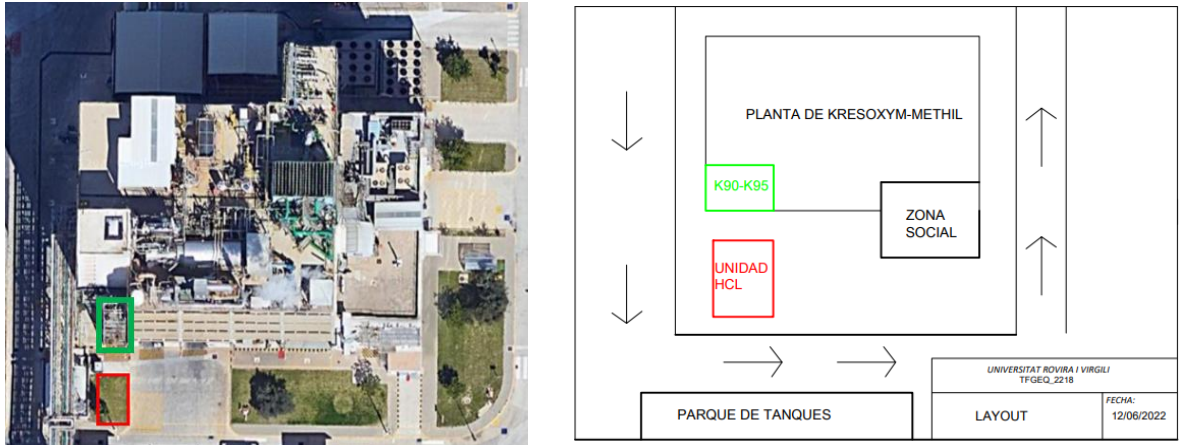 PLANTA DE KRESOXYM-METHIL
K90-K95
ZONA
SOCIAL
UNIDAD
HCL
PARQUE DE TANQUES
UNIVERSITAT ROVIRA I VIRGILI
TFGEQ_2218
LAYOUT
FECHA:
12/06/2022